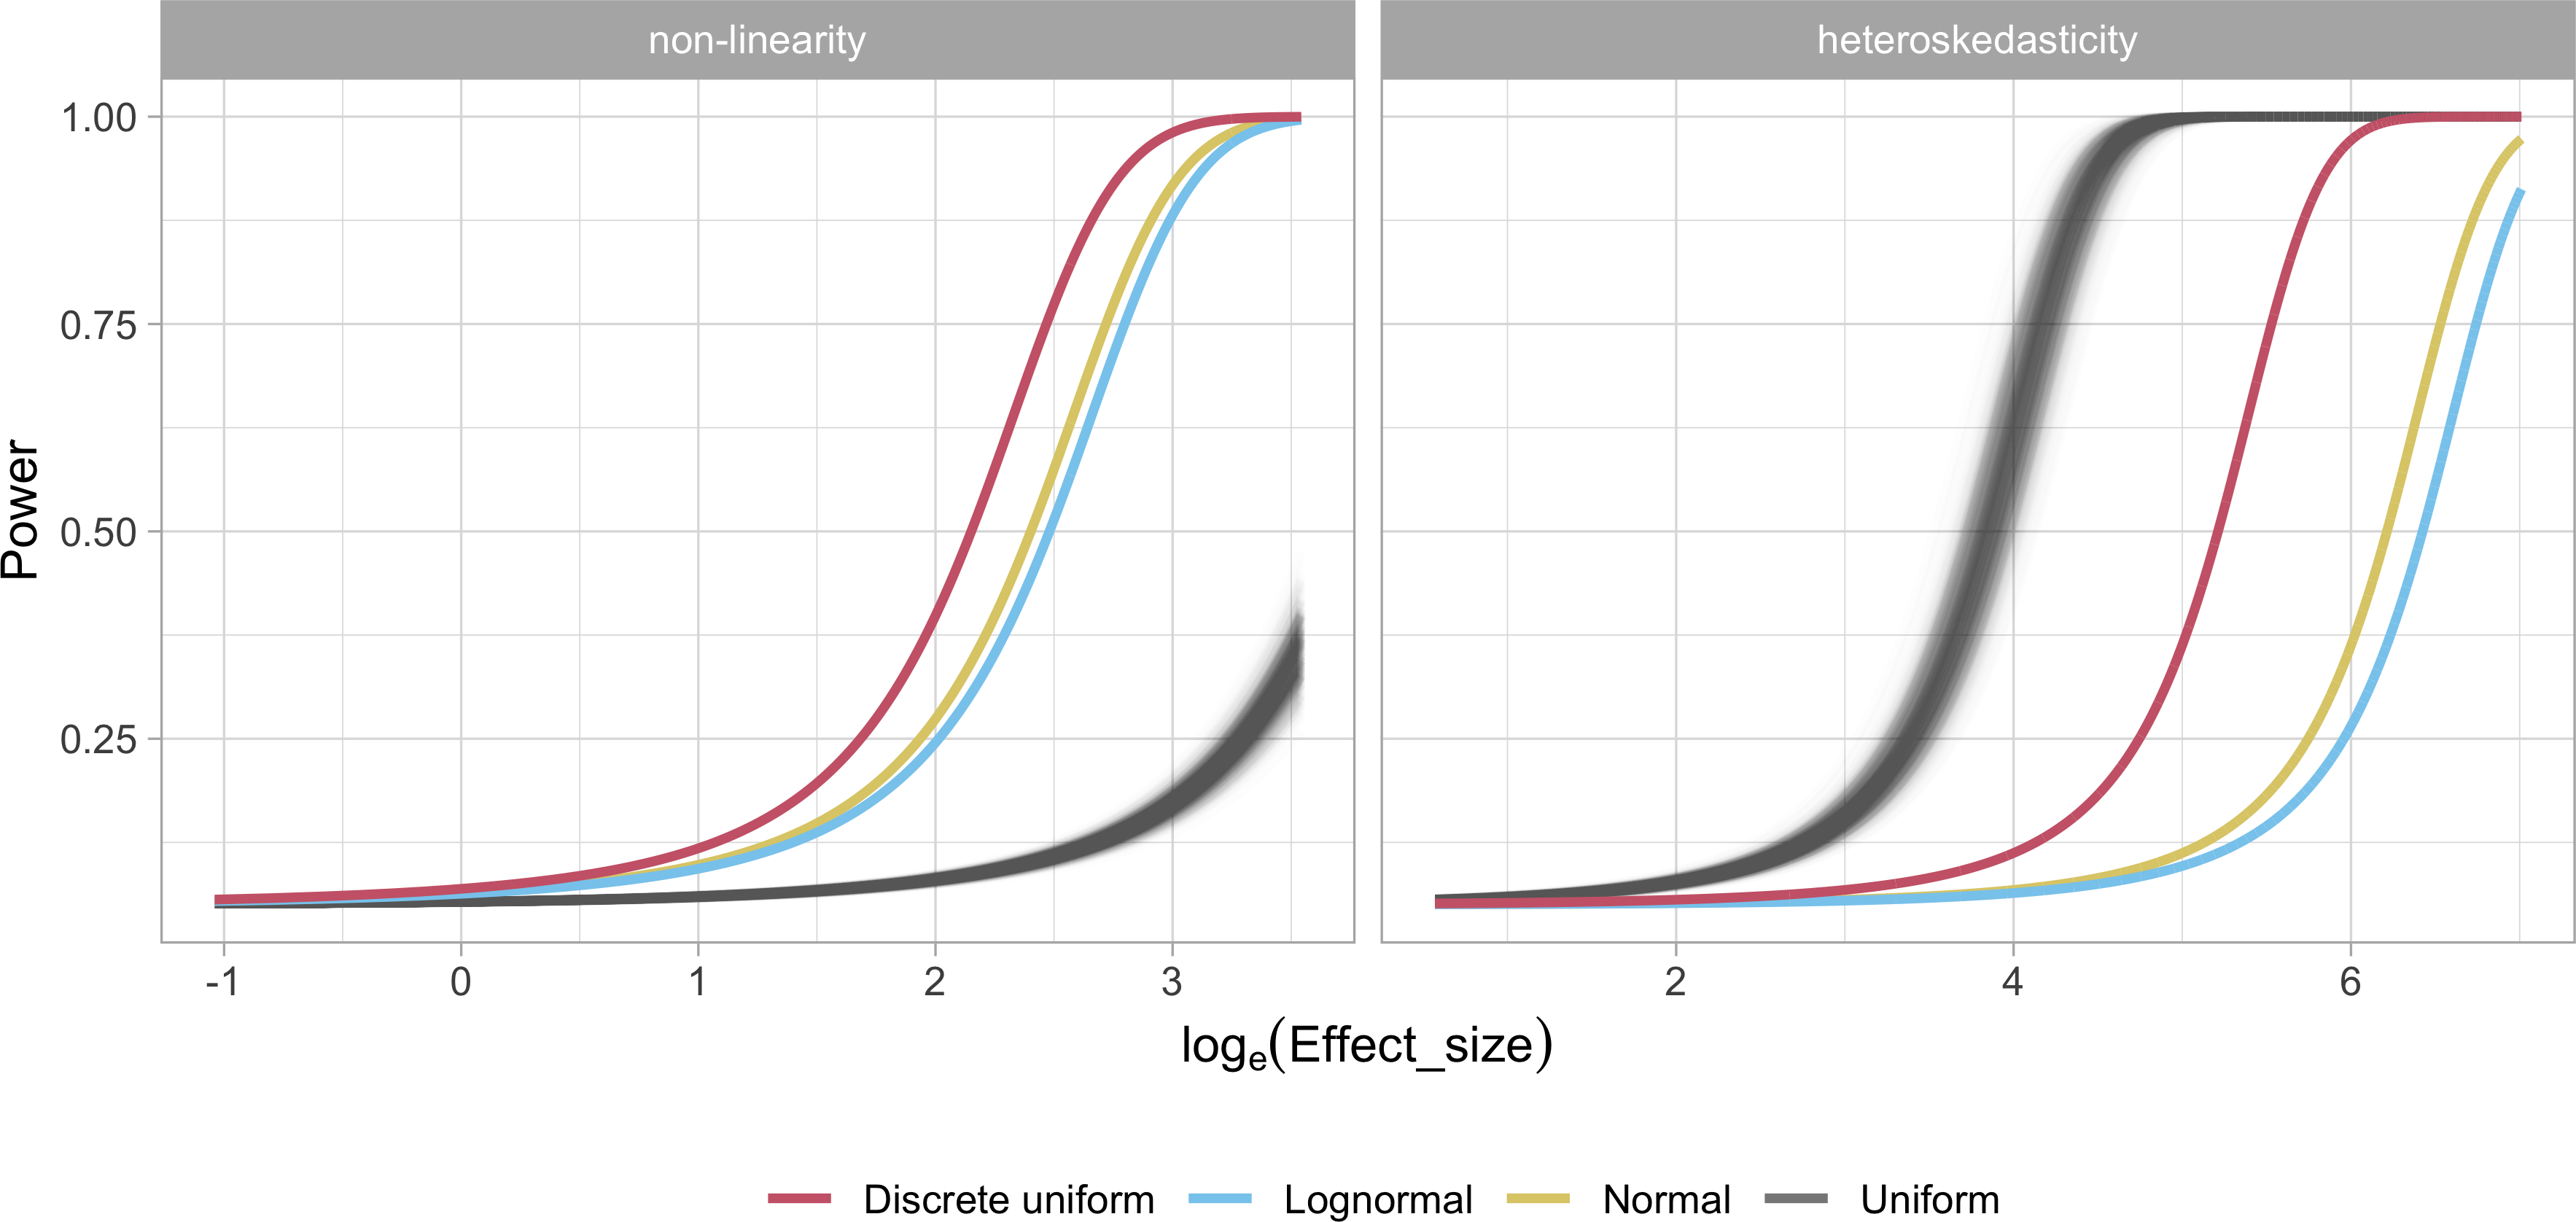 non-linearity
heteroskedasticity
1.00
0.75
0.50
0.25
Power
-1 0 1 2 3
2 4 6
logₑ(Effect_size)
Discrete uniform Lognormal Normal Uniform